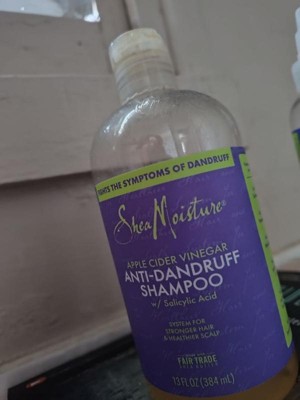 GHTS THE SYMPTOMS OF DANDRUFF
SheaMoisture®
APPLE CIDER VINEGAR
ANTI-DANDRUFF
SHAMPOO
w/ Salicylic Acid
SYSTEM FOR
STRONGER HAIR
& HEALTHIER SCALP
FAIR TRADE
13 FL OZ (384 mL)